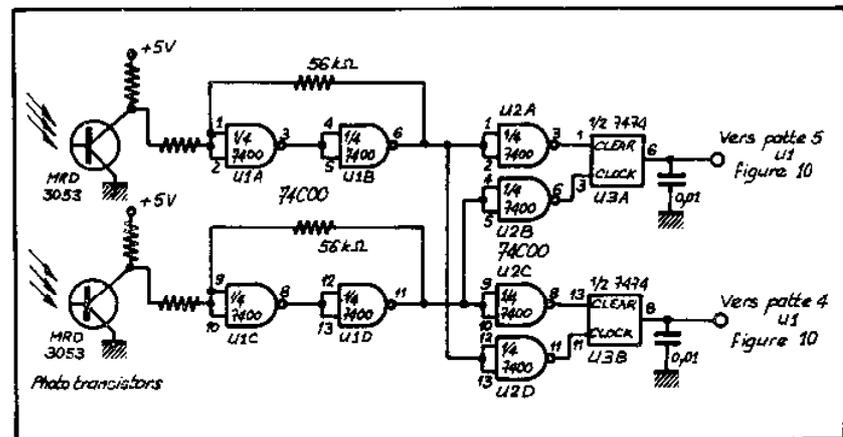 +5V
56kΩ
1
2
1/4
7400
U1A
3
4
5
1/4
7400
U1B
6
74C00
MRD
3053
U2A
1
2
1/4
7400
3
4
5
1/4
7400
6
U2B
74C00
1/2 7474
1
CLEAR
3
CLOCK
6
U3A
0,01
Vers patte 5
U1
figure 10
+5V
56kΩ
9
10
1/4
7400
U1C
8
12
13
1/4
7400
U1D
11
MRD
3053
Photo transistors
U2C
9
10
1/4
7400
8
12
13
1/4
7400
11
U2D
1/2 7474
13
CLEAR
11
CLOCK
8
U3B
0,01
Vers patte 4
U1
Figure 10